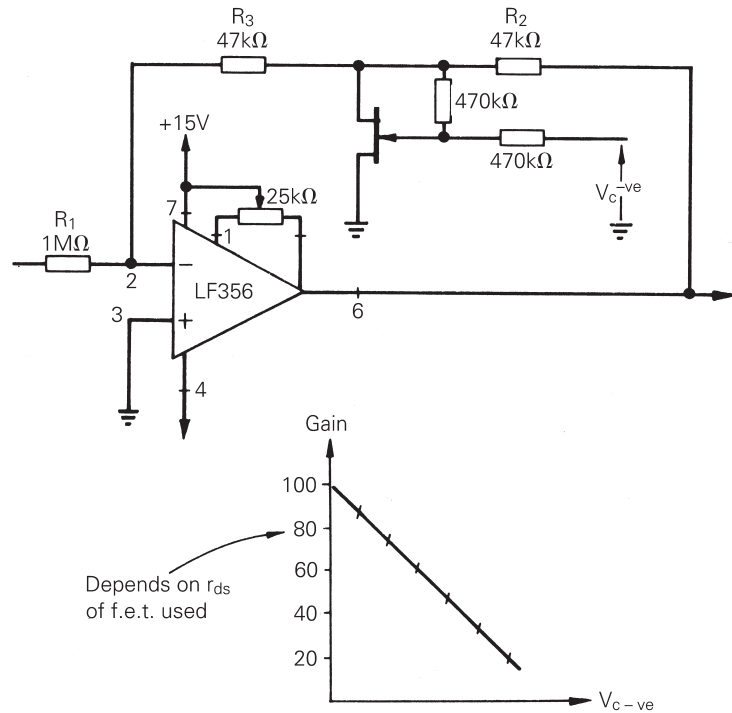 R3
47kΩ
R2
47kΩ
470kΩ
+15V
470kΩ
Vc-ve
25kΩ
7
1
R1
1MΩ
2
−
LF356
6
3
+
4
Gain
100
80
60
40
20
Depends on rds
of f.e.t. used
Vc – ve